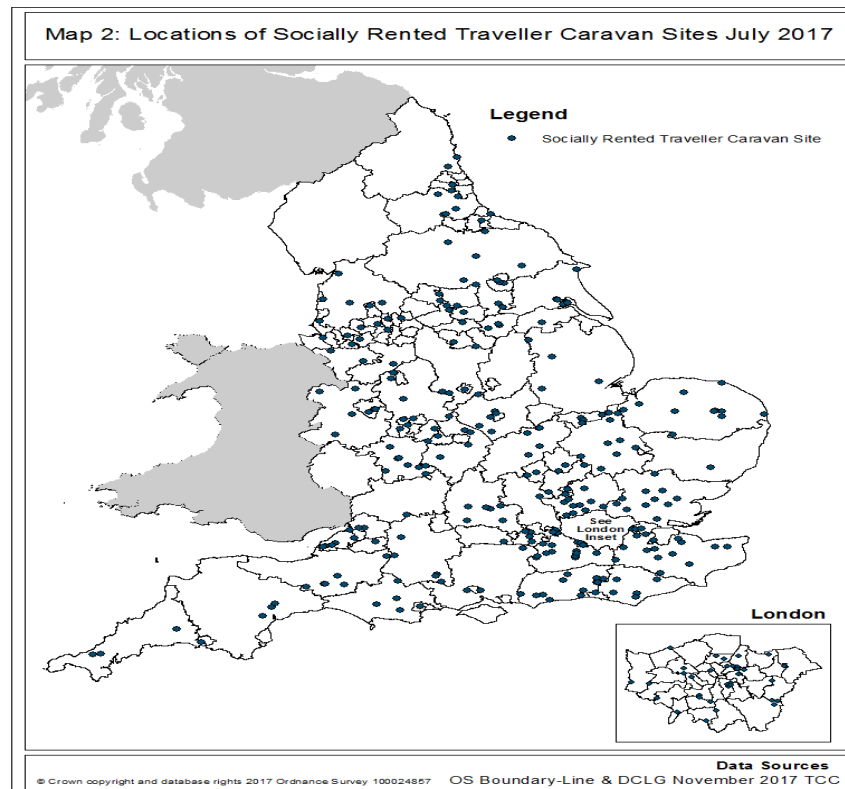 Map 2: Locations of Socially Rented Traveller Caravan Sites July 2017
Legend
Socially Rented Traveller Caravan Site
See
London
Inset
London
Data Sources
© Crown copyright and database rights 2017 Ordnance Survey 100024857
OS Boundary-Line & DCLG November 2017 TCC